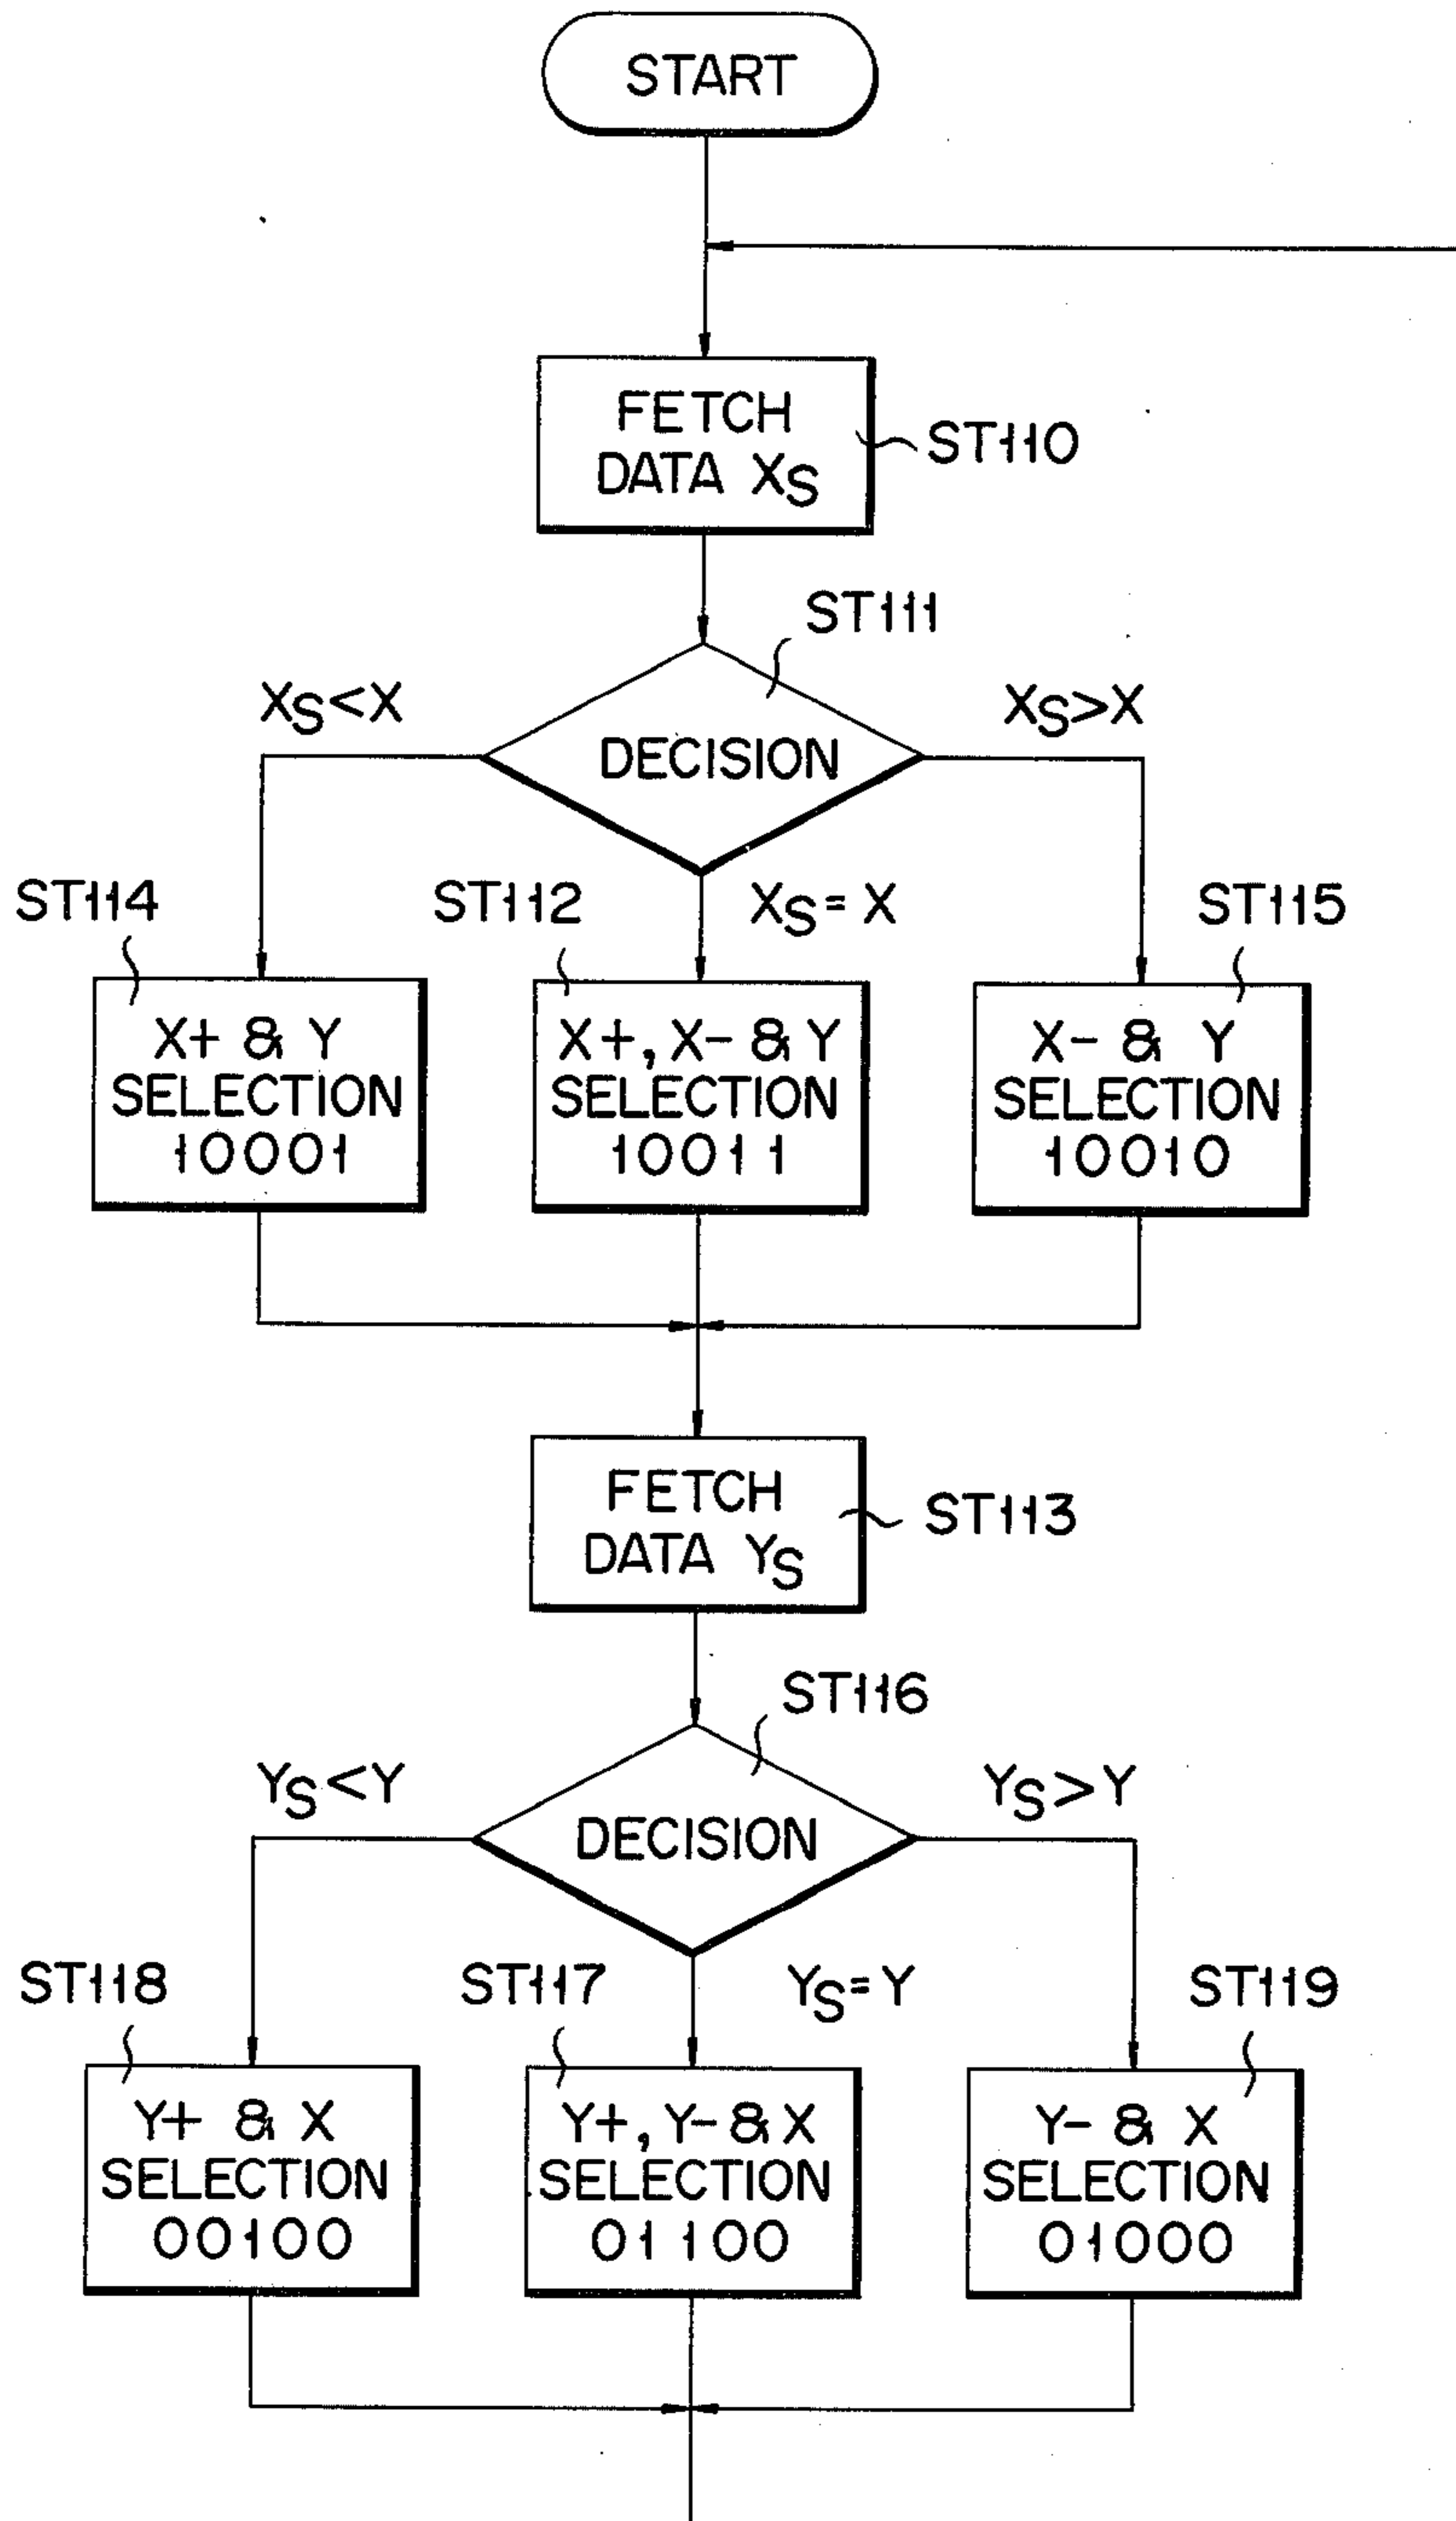 START
FETCH
DATA XS
ST110
ST111
XS<X
XS>X
DECISION
ST114
ST112
XS=X
ST115
X+ & Y
SELECTION
10001
X+, X- & Y
SELECTION
10011
X- & Y
SELECTION
10010
FETCH
DATA YS
ST113
ST116
YS<Y
YS>Y
DECISION
ST118
ST117
YS=Y
ST119
Y+ & X
SELECTION
00100
Y+, Y- & X
SELECTION
01100
Y- & X
SELECTION
01000